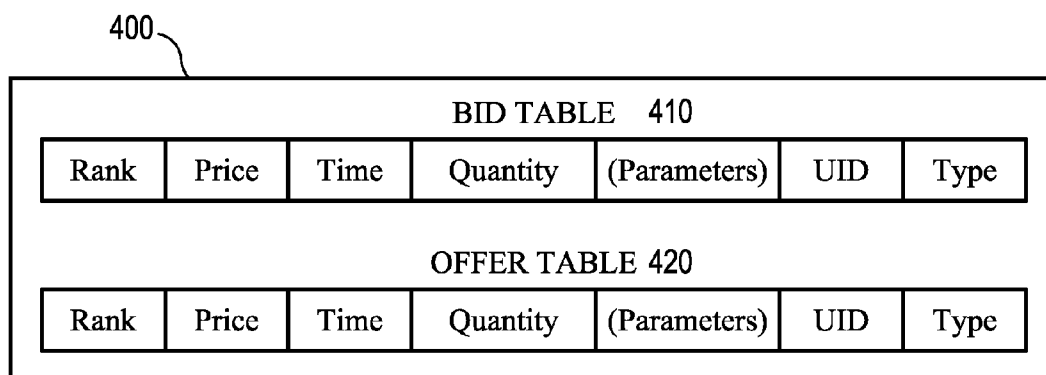 400
BID TABLE 410
Rank Price Time Quantity (Parameters) UID Type
OFFER TABLE 420
Rank Price Time Quantity (Parameters) UID Type